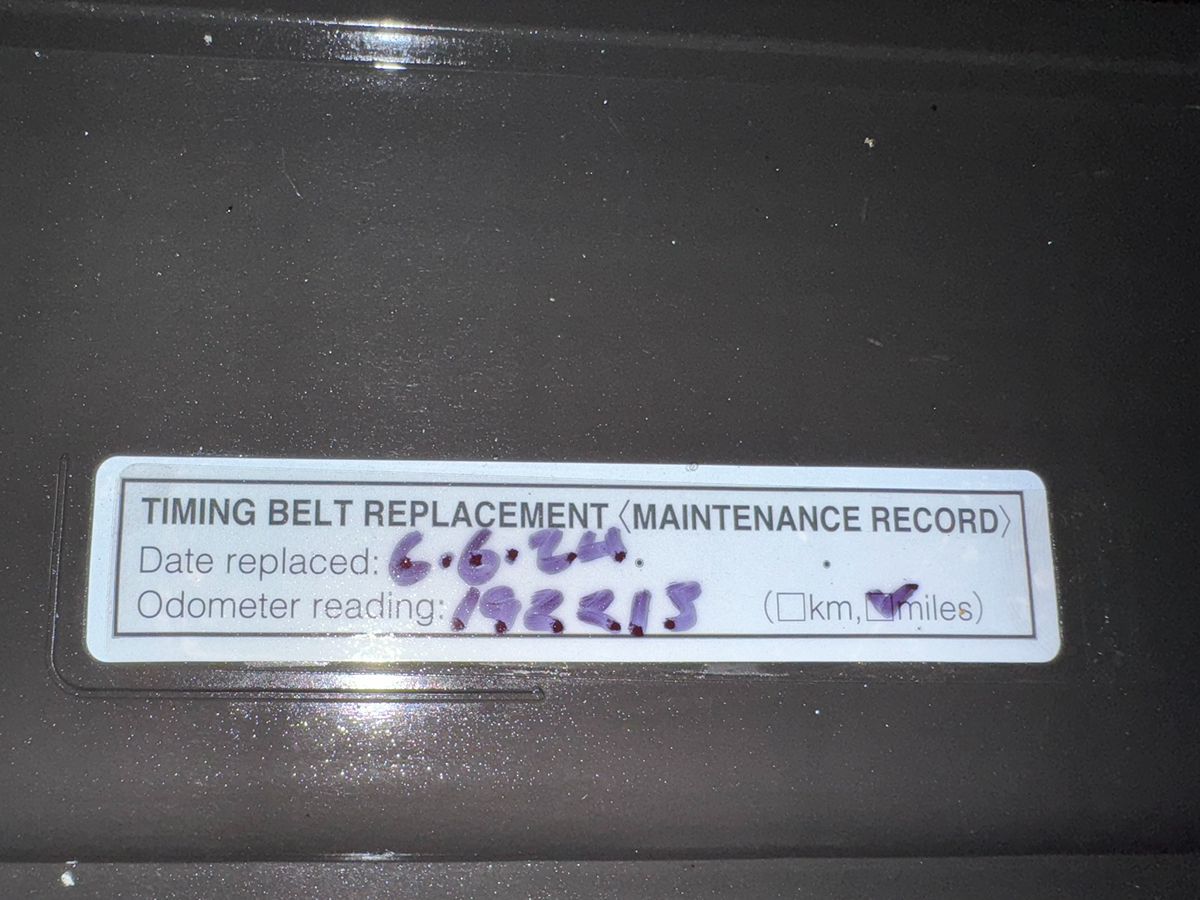 TIMING BELT REPLACEMENT〈MAINTENANCE RECORD〉
Date replaced: 6.6.24
Odometer reading: 192213 (□km,☑miles)